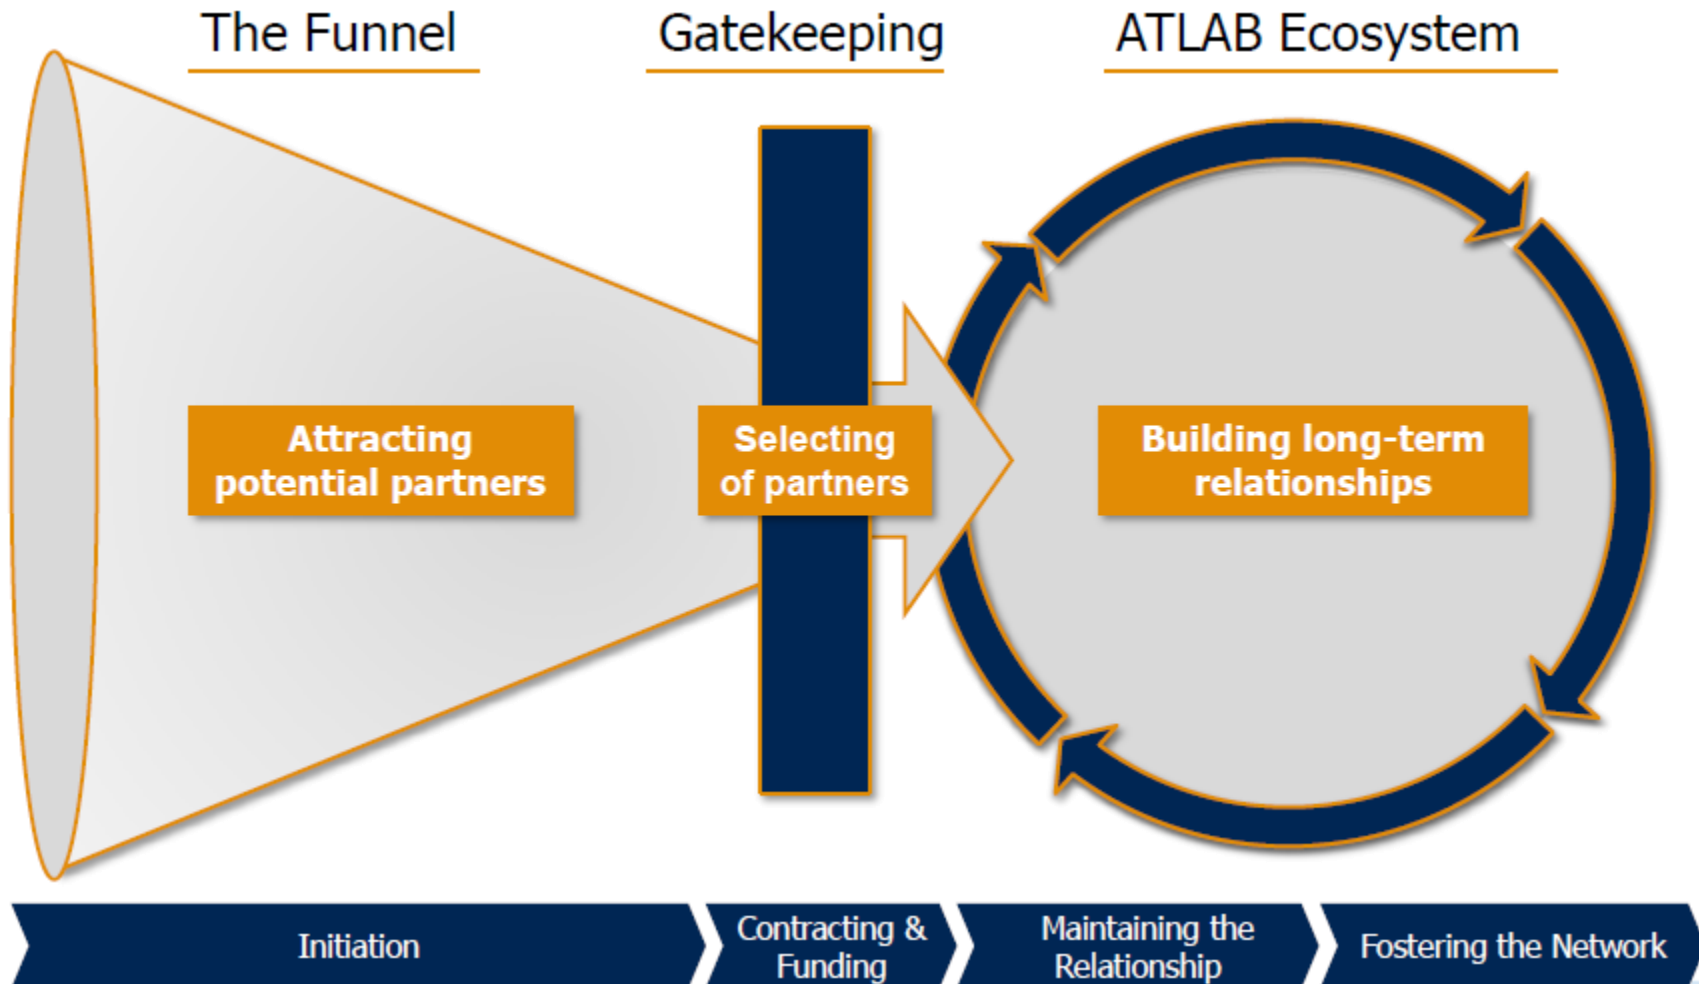 The Funnel
Gatekeeping
ATLAB Ecosystem
Attracting
potential partners
Selecting
of partners
Building long-term
relationships
Initiation
Contracting &
Funding
Maintaining the
Relationship
Fostering the Network